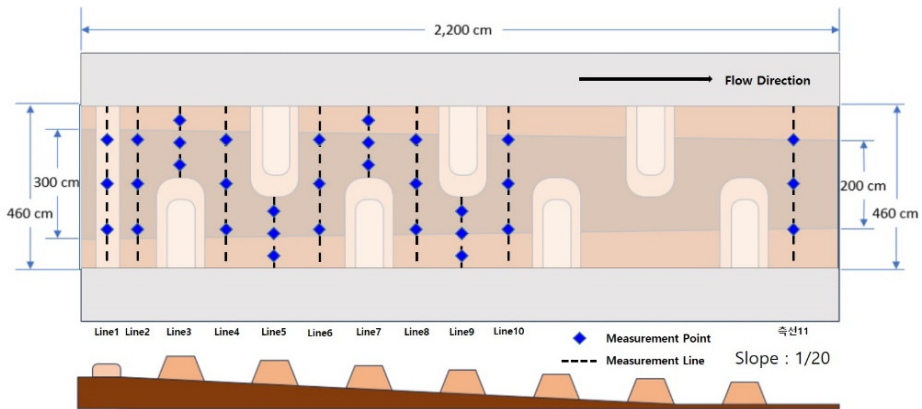 2,200 cm
Flow Direction
300 cm
460 cm
200 cm
460 cm
Line1
Line2
Line3
Line4
Line5
Line6
Line7
Line8
Line9
Line10
측선11
Measurement Point
Measurement Line
Slope : 1/20